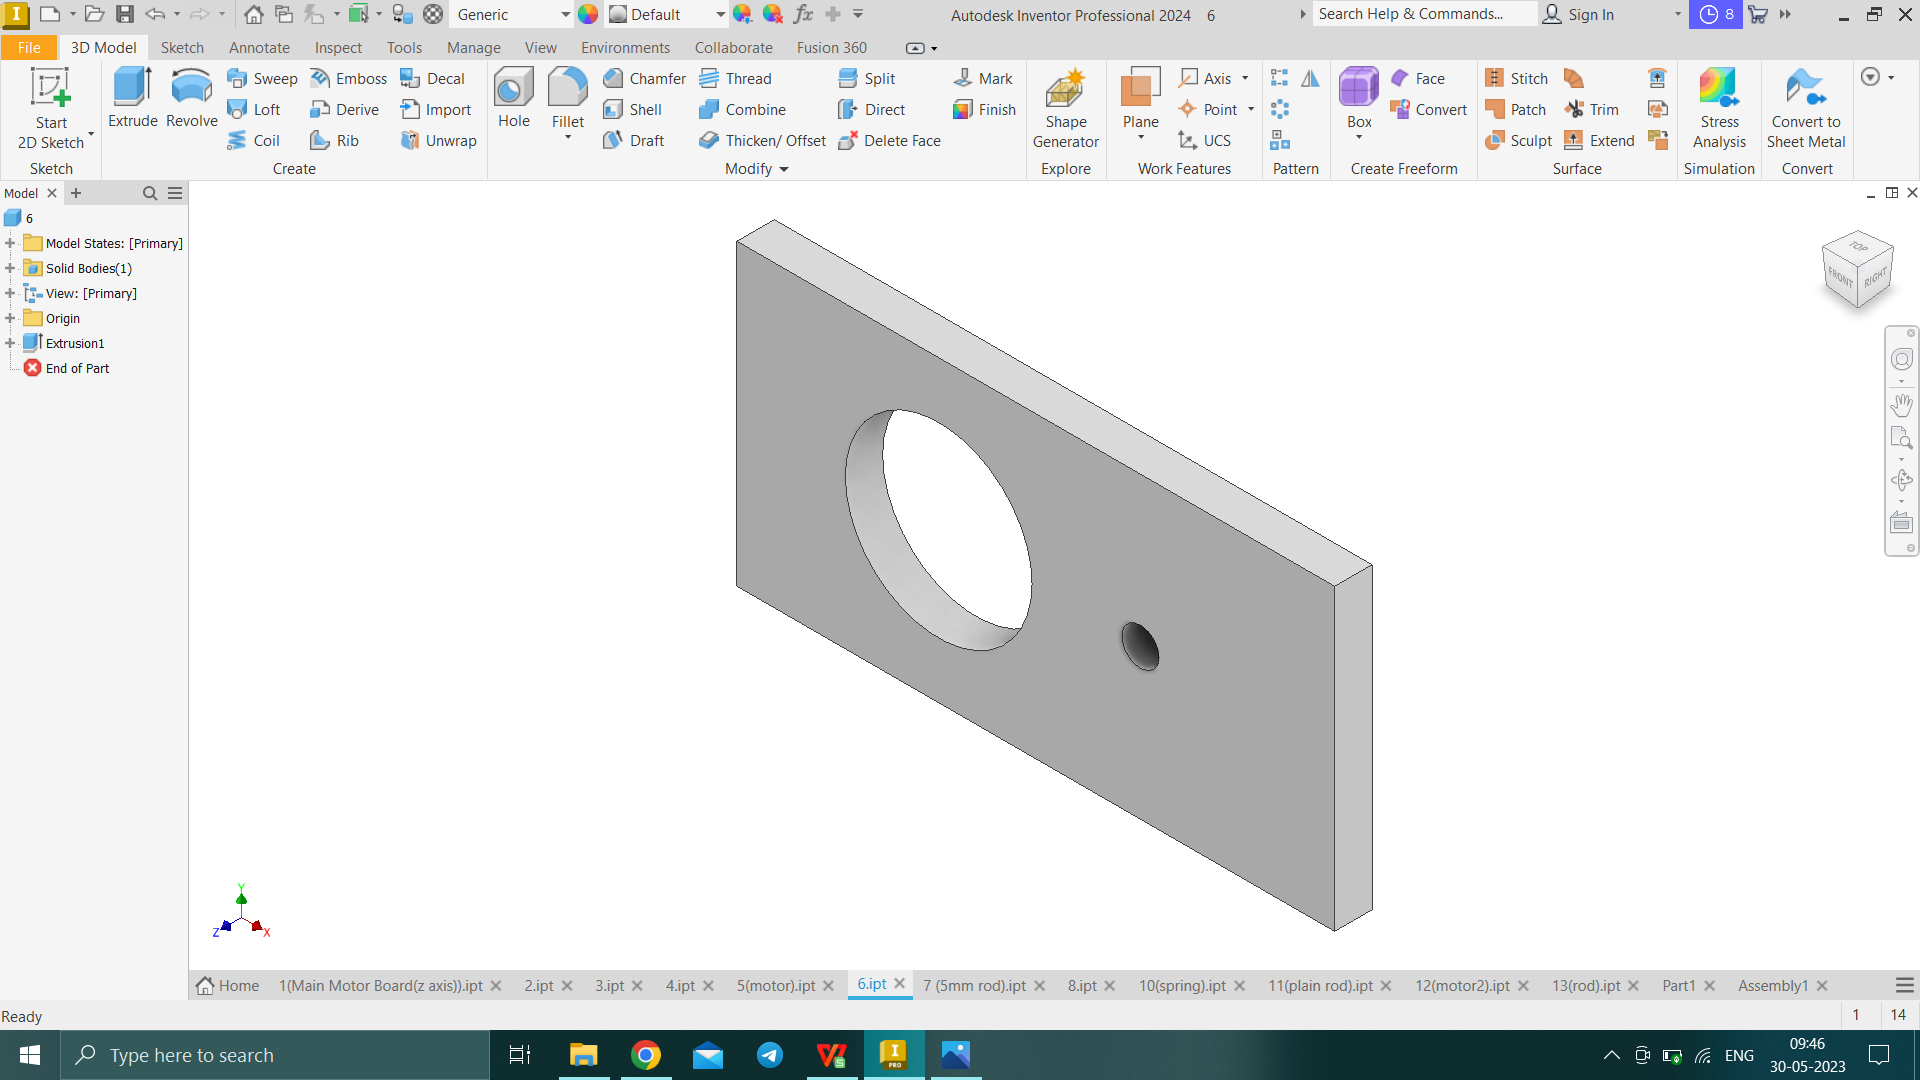 Generic
Default
Autodesk Inventor Professional 2024 6
Search Help & Commands...
Sign In
8
File
3D Model
Sketch
Annotate
Inspect
Tools
Manage
View
Environments
Collaborate
Fusion 360
Start
2D Sketch
Sketch
Extrude
Revolve
Sweep
Loft
Coil
Emboss
Derive
Rib
Decal
Import
Unwrap
Create
Hole
Fillet
Chamfer
Shell
Draft
Thread
Combine
Thicken/ Offset
Split
Direct
Delete Face
Mark
Finish
Modify
Shape
Generator
Explore
Plane
Axis
Point
UCS
Work Features
Pattern
Box
Face
Convert
Create Freeform
Stitch
Patch
Sculpt
Trim
Extend
Surface
Stress
Analysis
Simulation
Convert to
Sheet Metal
Convert
Model
6
Model States: [Primary]
Solid Bodies(1)
View: [Primary]
Origin
Extrusion1
End of Part
TOP
FRONT
RIGHT
Y
Z
X
Home
1(Main Motor Board(z axis)).ipt
2.ipt
3.ipt
4.ipt
5(motor).ipt
6.ipt
7 (5mm rod).ipt
8.ipt
10(spring).ipt
11(plain rod).ipt
12(motor2).ipt
13(rod).ipt
Part1
Assembly1
Ready
1
14
Type here to search
ENG
09:46
30-05-2023